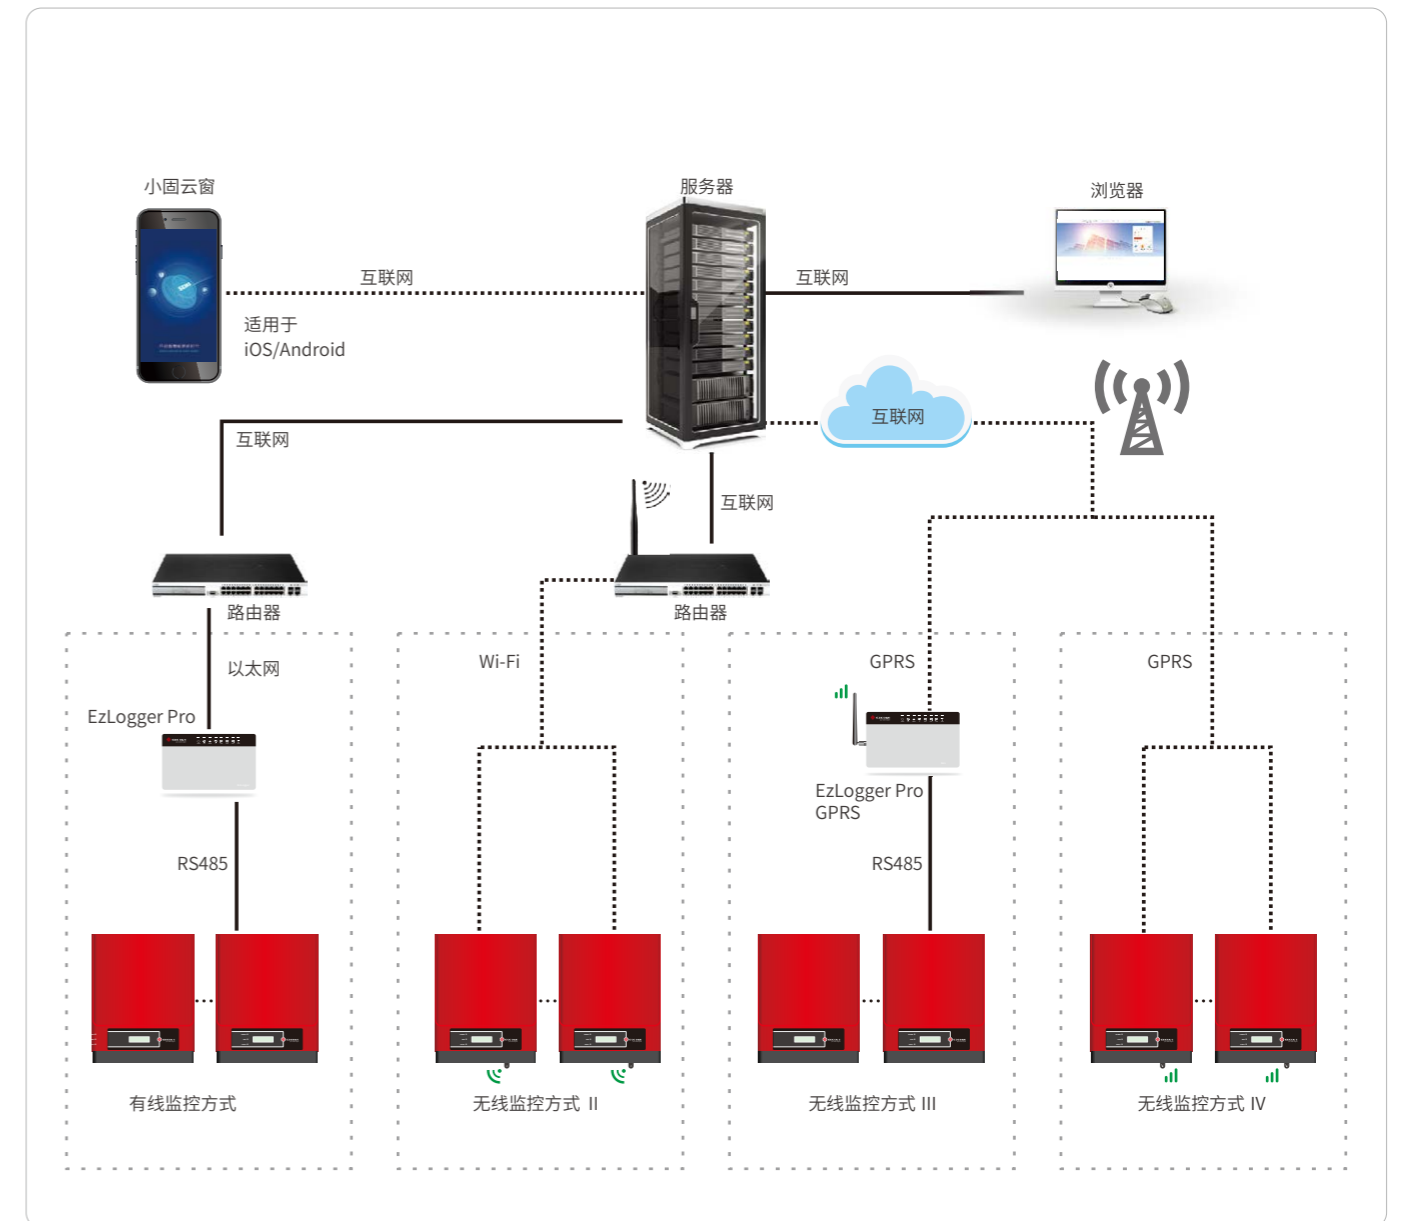 小固云窗
服务器
浏览器
互联网
互联网
适用于
iOS/Android
互联网
互联网
互联网
路由器
路由器
以太网
Wi-Fi
GPRS
GPRS
EzLogger Pro
EzLogger Pro
GPRS
RS485
RS485
有线监控方式
无线监控方式 II
无线监控方式 III
无线监控方式 IV